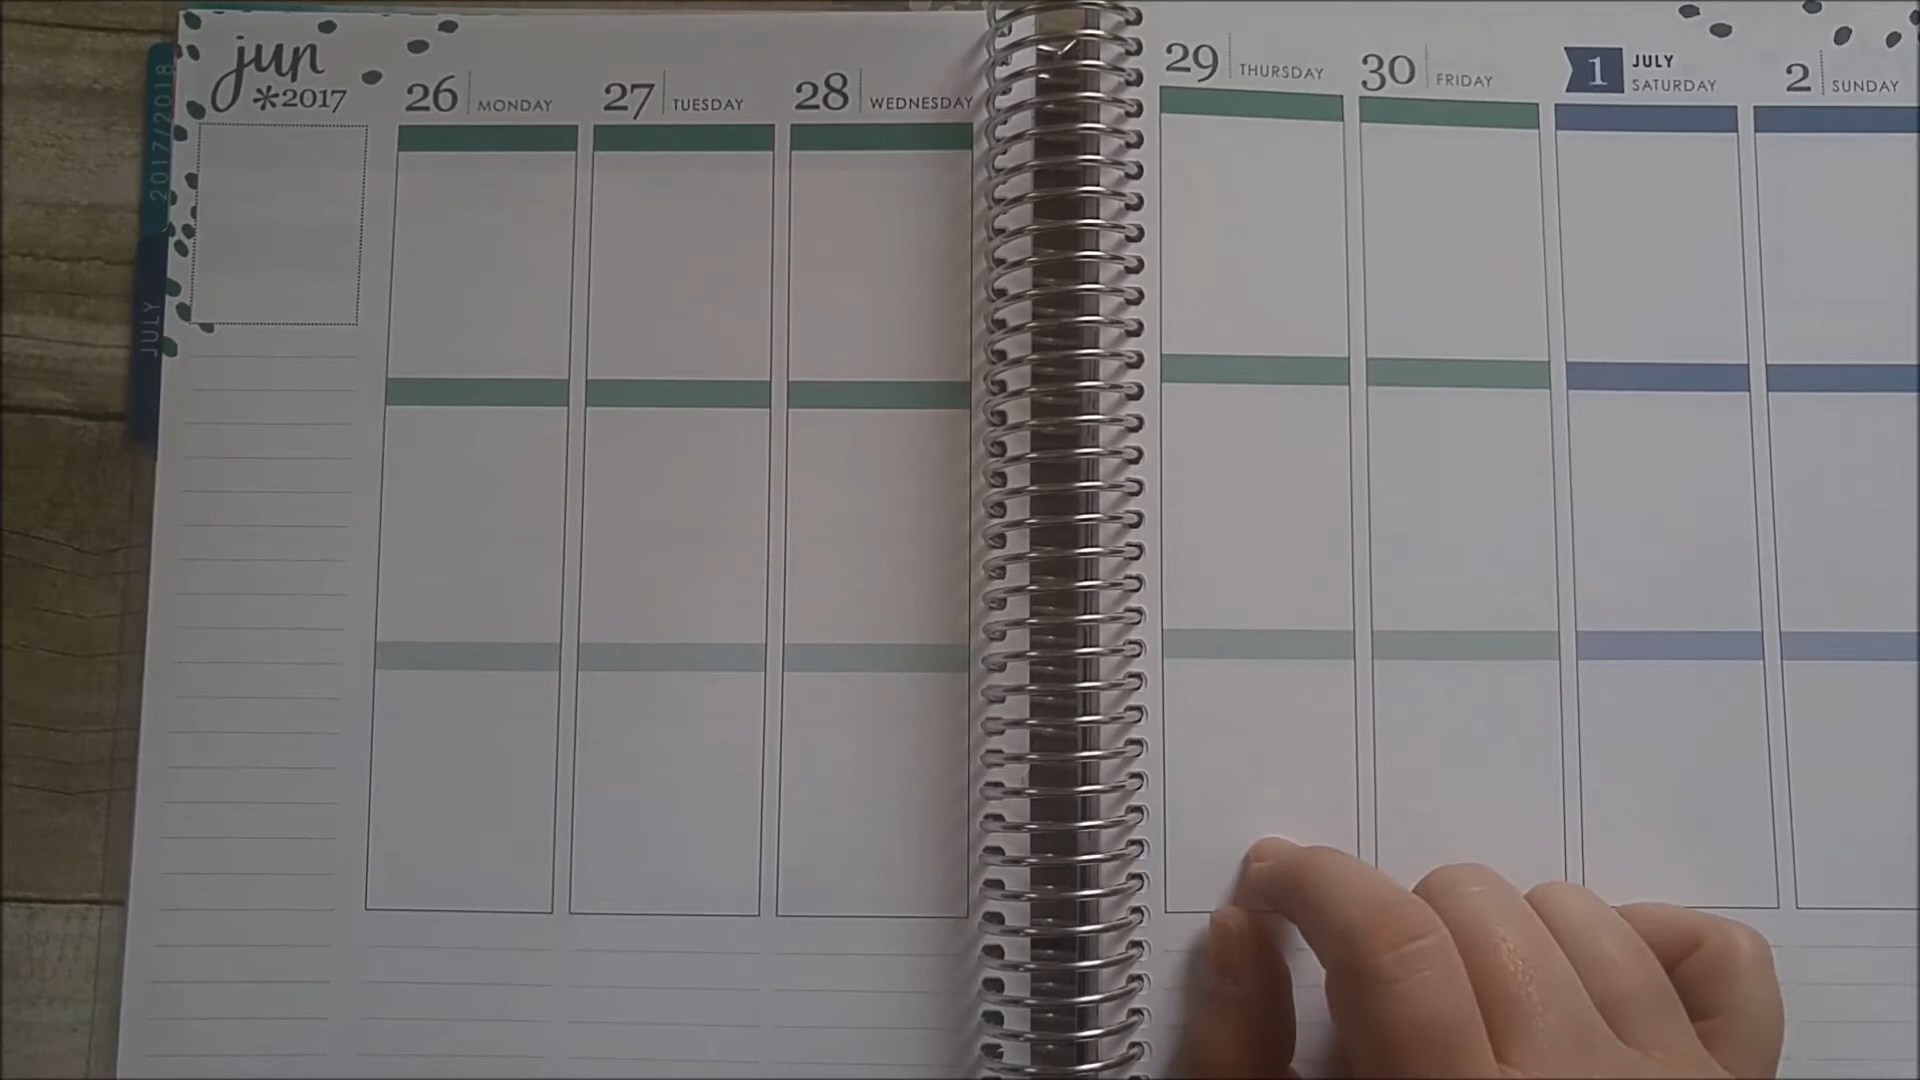 jun
*2017
26 MONDAY
27 TUESDAY
28 WEDNESDAY
29 THURSDAY
30 FRIDAY
1 JULY
SATURDAY
2 SUNDAY
2017/2018
JULY